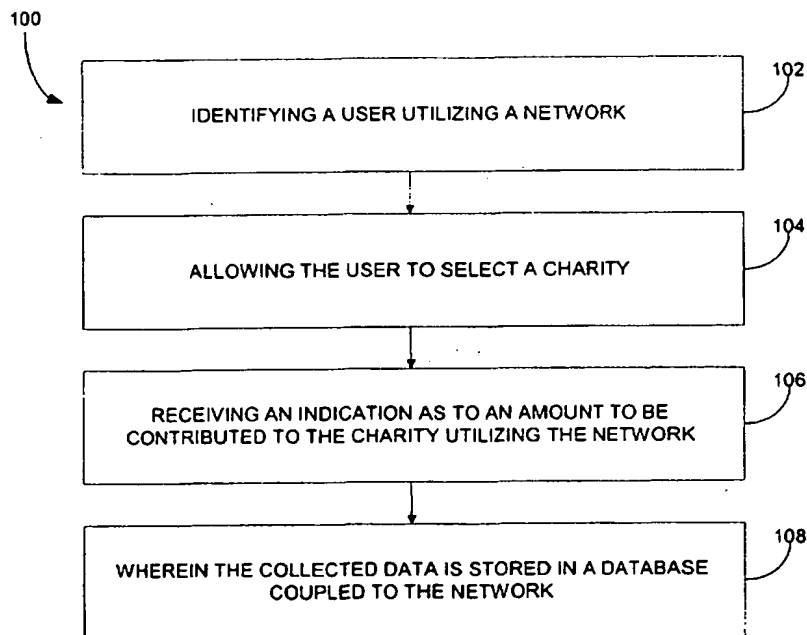 100
102
IDENTIFYING A USER UTILIZING A NETWORK
104
ALLOWING THE USER TO SELECT A CHARITY
106
RECEIVING AN INDICATION AS TO AN AMOUNT TO BE
CONTRIBUTED TO THE CHARITY UTILIZING THE NETWORK
108
WHEREIN THE COLLECTED DATA IS STORED IN A DATABASE
COUPLED TO THE NETWORK